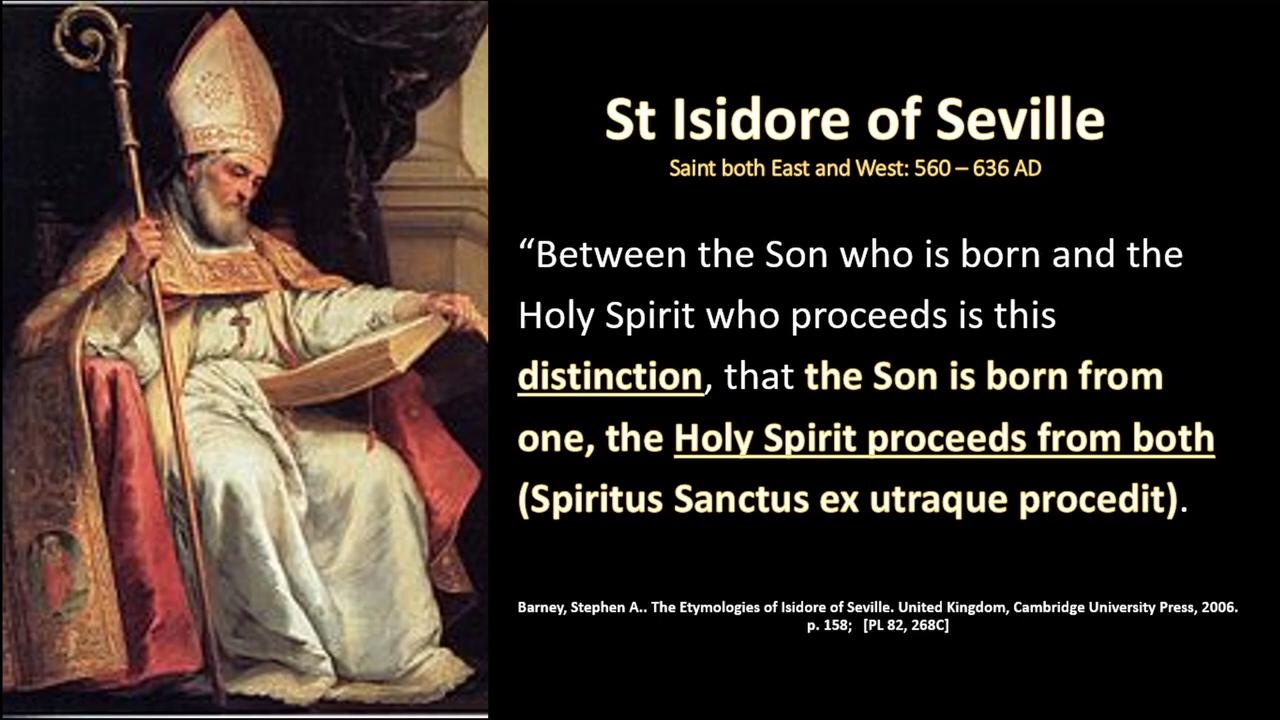 St Isidore of Seville
Saint both East and West: 560 – 636 AD
“Between the Son who is born and the
Holy Spirit who proceeds is this
distinction, that the Son is born from
one, the Holy Spirit proceeds from both
(Spiritus Sanctus ex utraque procedit).
Barney, Stephen A.. The Etymologies of Isidore of Seville. United Kingdom, Cambridge University Press, 2006.
p. 158;   [PL 82, 268C]